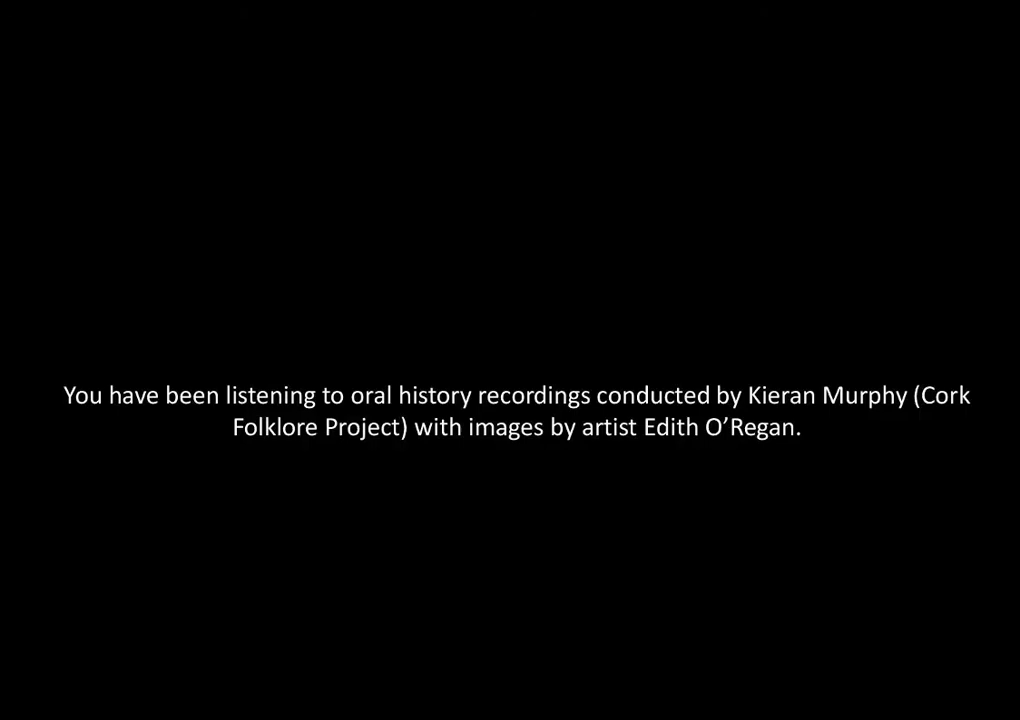 You have been listening to oral history recordings conducted by Kieran Murphy (Cork
Folklore Project) with images by artist Edith O’Regan.